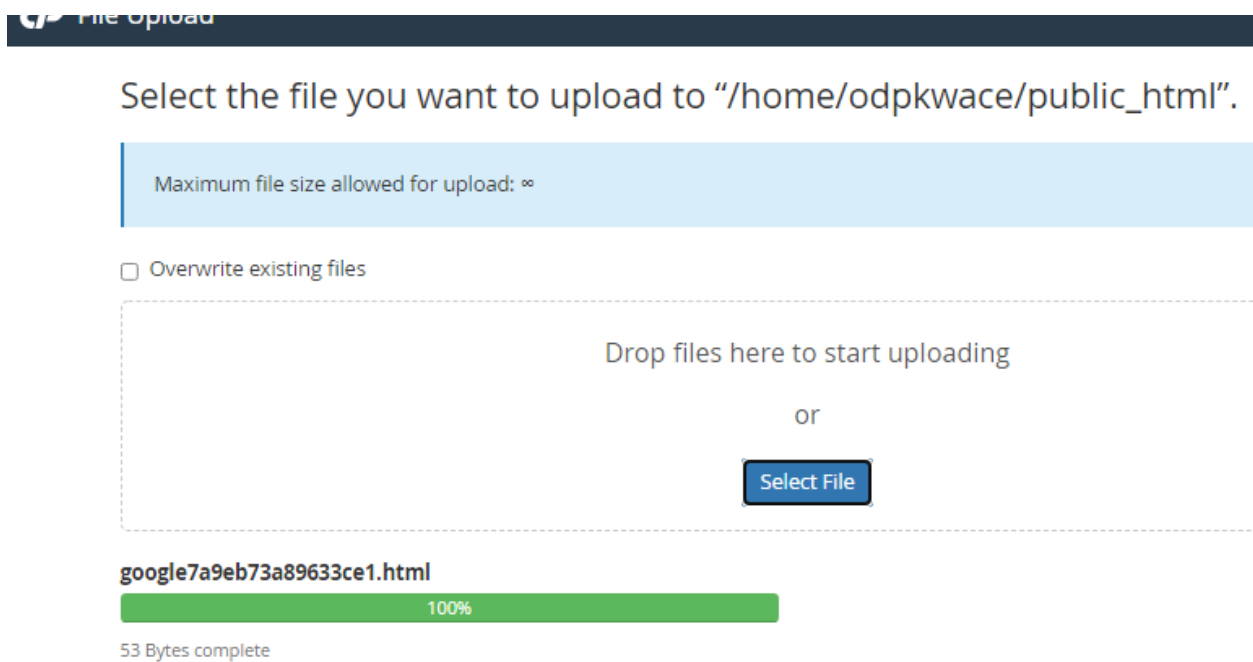 File Upload
Select the file you want to upload to “/home/odpkwace/public_html”.
Maximum file size allowed for upload: ∞
Overwrite existing files
Drop files here to start uploading
or
Select File
google7a9eb73a89633ce1.html
100%
53 Bytes complete